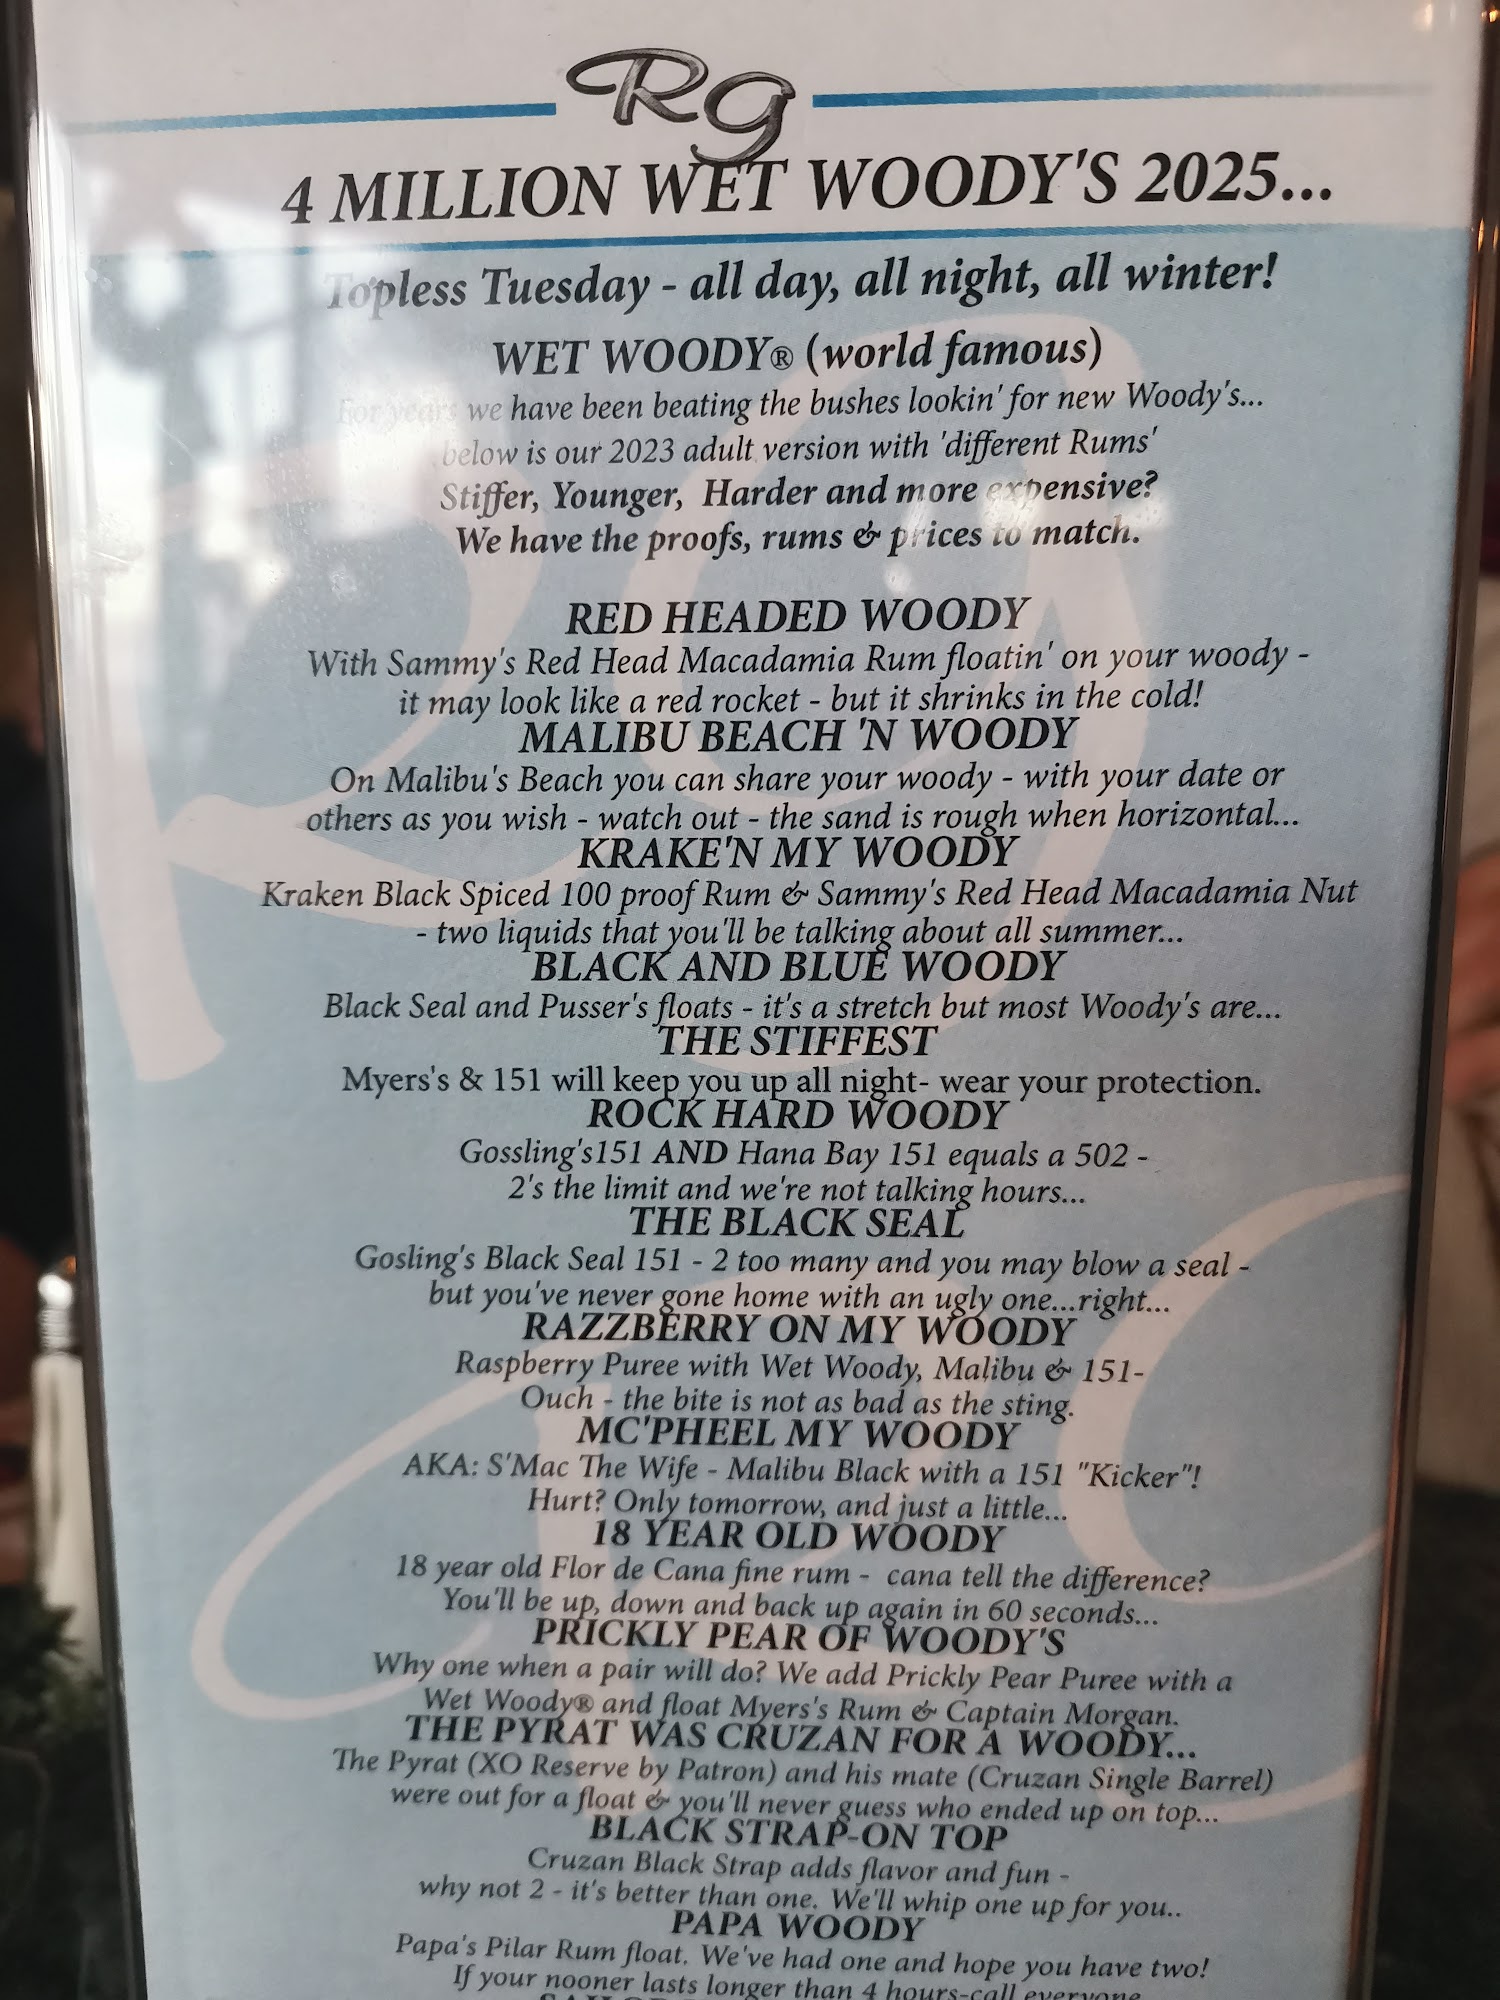 RG
4 MILLION WET WOODY'S 2025...
Topless Tuesday - all day, all night, all winter!
WET WOODY® (world famous)
For years we have been beating the bushes lookin' for new Woody's...
below is our 2023 adult version with 'different Rums'
Stiffer, Younger, Harder and more expensive?
We have the proofs, rums & prices to match.
RED HEADED WOODY
With Sammy's Red Head Macadamia Rum floatin' on your woody -
it may look like a red rocket - but it shrinks in the cold!
MALIBU BEACH 'N WOODY
On Malibu's Beach you can share your woody - with your date or
others as you wish - watch out - the sand is rough when horizontal...
KRAKE'N MY WOODY
Kraken Black Spiced 100 proof Rum & Sammy's Red Head Macadamia Nut
- two liquids that you'll be talking about all summer...
BLACK AND BLUE WOODY
Black Seal and Pusser's floats - it's a stretch but most Woody's are...
THE STIFFEST
Myers's & 151 will keep you up all night- wear your protection.
ROCK HARD WOODY
Gossling's151 AND Hana Bay 151 equals a 502 -
2's the limit and we're not talking hours...
THE BLACK SEAL
Gosling's Black Seal 151 - 2 too many and you may blow a seal -
but you've never gone home with an ugly one...right...
RAZZBERRY ON MY WOODY
Raspberry Puree with Wet Woody, Malibu & 151-
Ouch - the bite is not as bad as the sting.
MC'PHEEL MY WOODY
AKA: S'Mac The Wife - Malibu Black with a 151 "Kicker"!
Hurt? Only tomorrow, and just a little...
18 YEAR OLD WOODY
18 year old Flor de Cana fine rum - cana tell the difference?
You'll be up, down and back up again in 60 seconds...
PRICKLY PEAR OF WOODY'S
Why one when a pair will do? We add Prickly Pear Puree with a
Wet Woody® and float Myers's Rum & Captain Morgan.
THE PYRAT WAS CRUZAN FOR A WOODY...
The Pyrat (XO Reserve by Patron) and his mate (Cruzan Single Barrel)
were out for a float & you'll never guess who ended up on top...
BLACK STRAP-ON TOP
Cruzan Black Strap adds flavor and fun -
why not 2 - it's better than one. We'll whip one up for you..
PAPA WOODY
Papa's Pilar Rum float. We've had one and hope you have two!
If your nooner lasts longer than 4 hours-call everyone